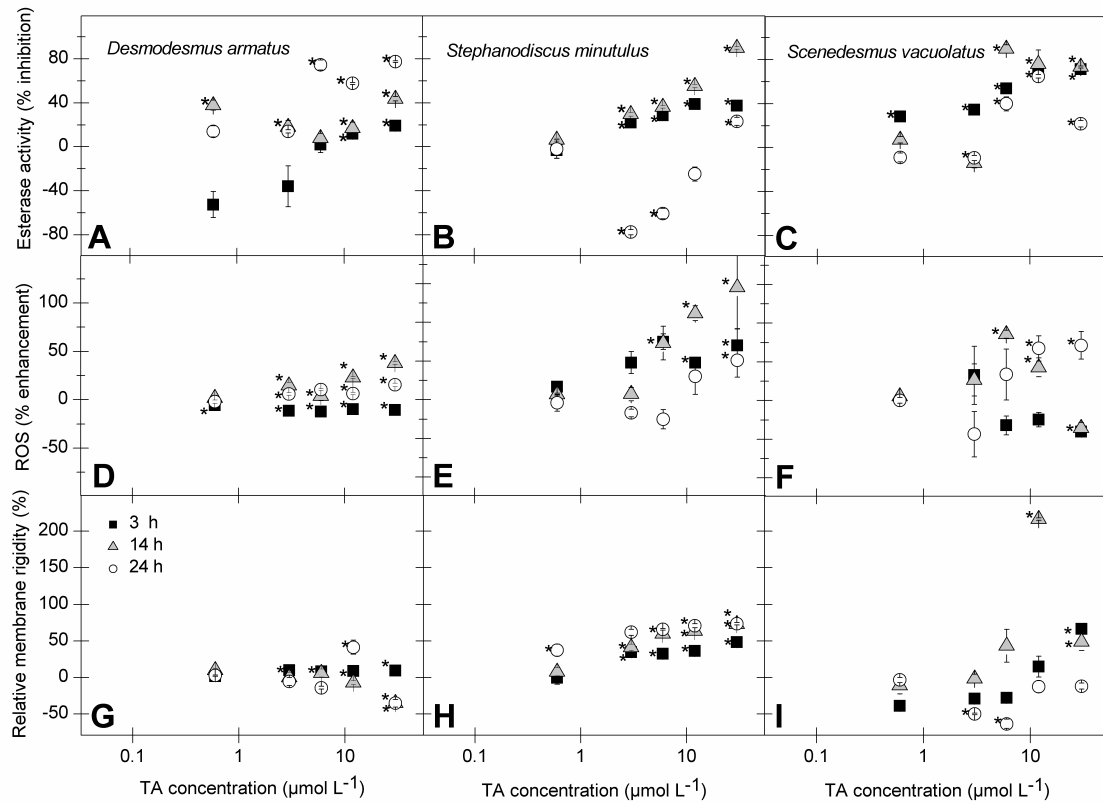 Desmodesmus armatus
Stephanodiscus minutulus
Scenedesmus vacuolatus
Esterase activity (% inhibition)
80
40
0
-40
-80
A
B
C
ROS (% enhancement)
100
50
0
-50
D
E
F
Relative membrane rigidity (%)
200
150
100
50
0
-50
3 h
14 h
24 h
G
H
I
0.1 1 10
0.1 1 10
0.1 1 10
TA concentration (µmol L-1)
TA concentration (µmol L-1)
TA concentration (µmol L-1)